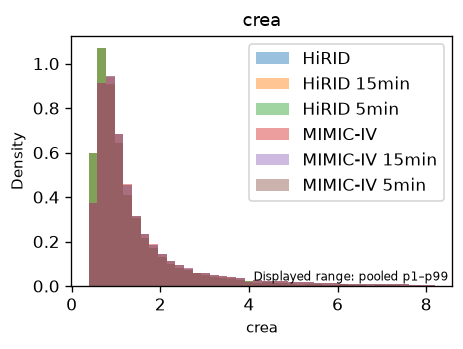 crea
HiRID
HiRID 15min
HiRID 5min
MIMIC-IV
MIMIC-IV 15min
MIMIC-IV 5min
Density
1.0
0.8
0.6
0.4
0.2
0.0
Displayed range: pooled p1–p99
0
2
4
6
8
crea